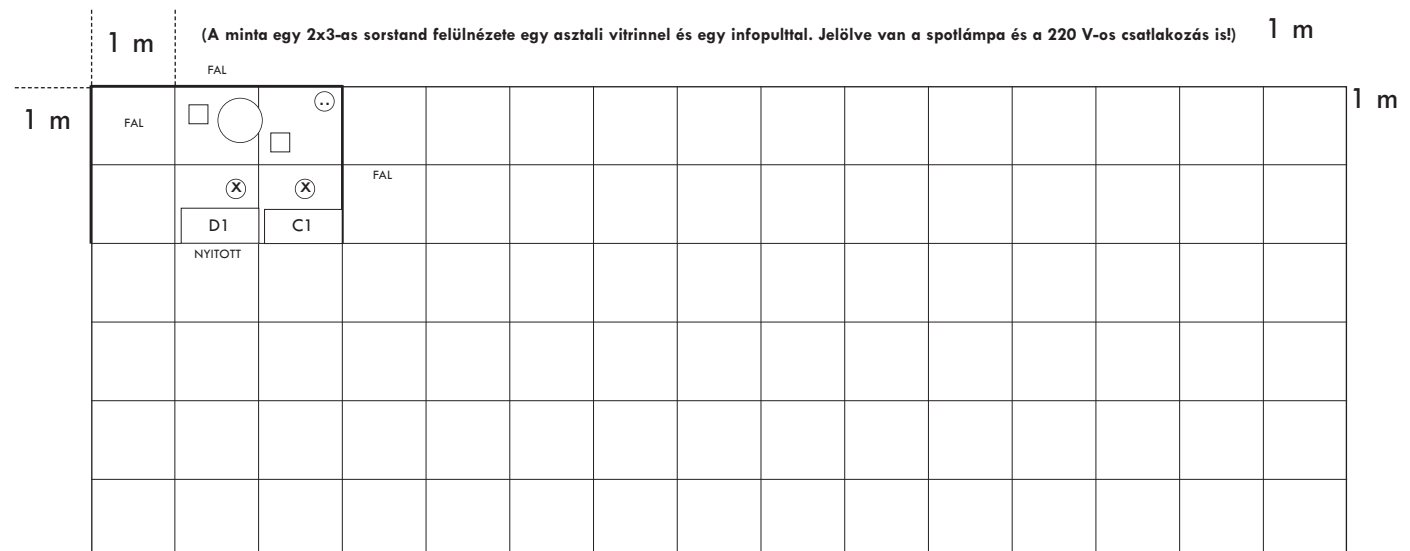 1 m
(A minta egy 2x3-as sorstand felülnézete egy asztali vitrinnel és egy infopulttal. Jelölve van a spotlámpa és a 220 V-os csatlakozás is!)
1 m
FAL
1 m
1 m
FAL
FAL
X
X
D1
C1
NYITOTT